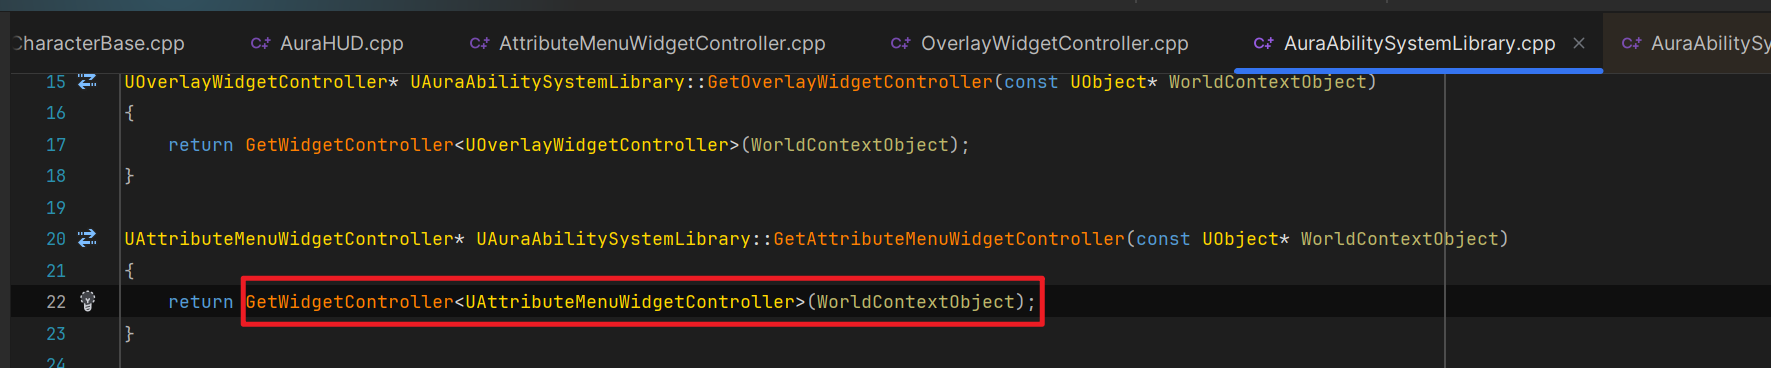 CharacterBase.cpp C+ AuraHUD.cpp C+ AttributeMenuWidgetController.cpp C+ OverlayWidgetController.cpp C+ AuraAbilitySystemLibrary.cpp × C+ AuraAbilitySy
15 UOverlayWidgetController* UAuraAbilitySystemLibrary::GetOverlayWidgetController(const UObject* WorldContextObject)
16 {
17 return GetWidgetController<UOverlayWidgetController>(WorldContextObject);
18 }
19
20 UAttributeMenuWidgetController* UAuraAbilitySystemLibrary::GetAttributeMenuWidgetController(const UObject* WorldContextObject)
21 {
22 return GetWidgetController<UAttributeMenuWidgetController>(WorldContextObject);
23 }
24